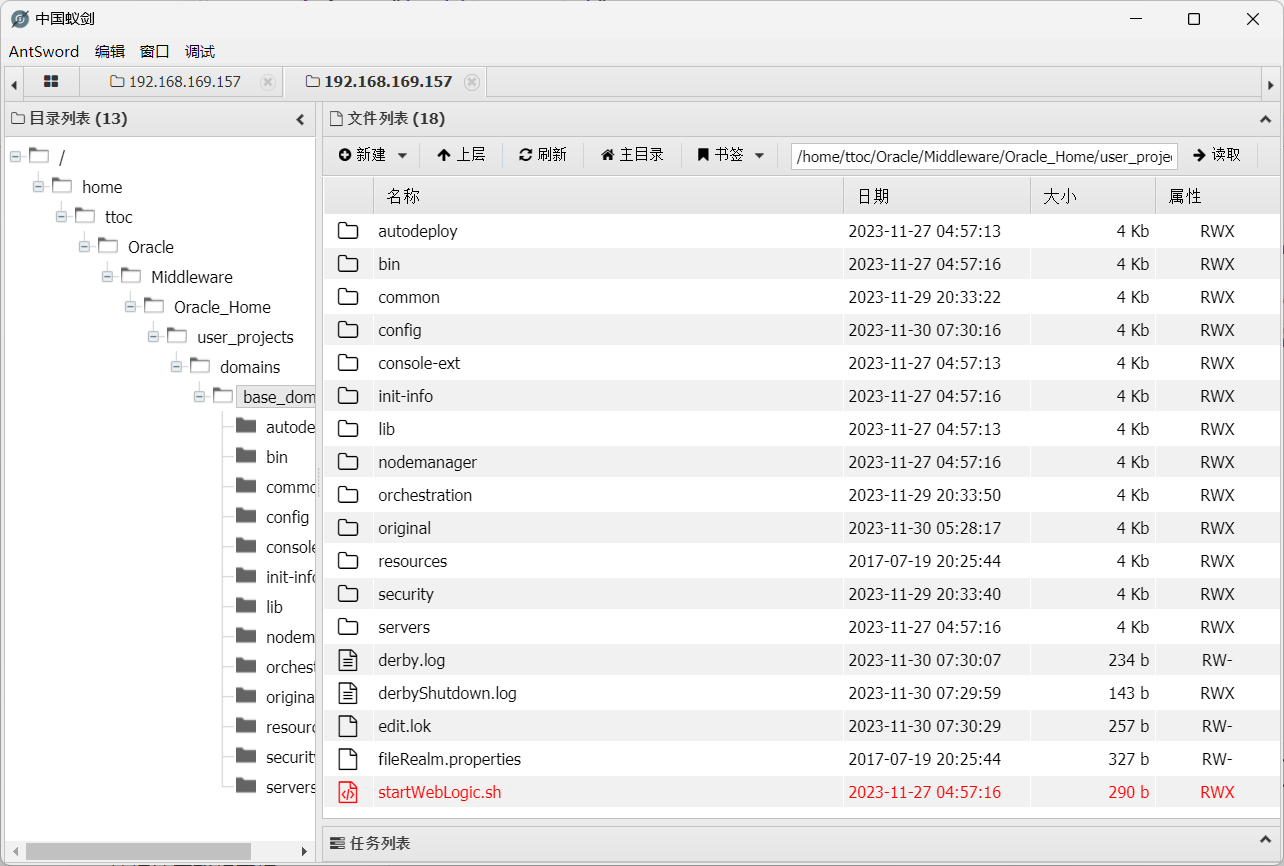 中国蚁剑
AntSword 编辑 窗口 调试
192.168.169.157 192.168.169.157
目录列表 (13)
/
home
ttoc
Oracle
Middleware
Oracle_Home
user_projects
domains
base_dom
autode
bin
commo
config
console
init-info
lib
nodem
orchest
origina
resourc
security
servers
文件列表 (18)
新建 上层 刷新 主目录 书签 /home/ttoc/Oracle/Middleware/Oracle_Home/user_proje 读取
名称 日期 大小 属性
autodeploy 2023-11-27 04:57:13 4 Kb RWX
bin 2023-11-27 04:57:16 4 Kb RWX
common 2023-11-29 20:33:22 4 Kb RWX
config 2023-11-30 07:30:16 4 Kb RWX
console-ext 2023-11-27 04:57:13 4 Kb RWX
init-info 2023-11-27 04:57:16 4 Kb RWX
lib 2023-11-27 04:57:13 4 Kb RWX
nodemanager 2023-11-27 04:57:16 4 Kb RWX
orchestration 2023-11-29 20:33:50 4 Kb RWX
original 2023-11-30 05:28:17 4 Kb RWX
resources 2017-07-19 20:25:44 4 Kb RWX
security 2023-11-29 20:33:40 4 Kb RWX
servers 2023-11-27 04:57:16 4 Kb RWX
derby.log 2023-11-30 07:30:07 234 b RW-
derbyShutdown.log 2023-11-30 07:29:59 143 b RWX
edit.lok 2023-11-30 07:30:29 257 b RW-
fileRealm.properties 2017-07-19 20:25:44 327 b RW-
startWebLogic.sh 2023-11-27 04:57:16 290 b RWX
任务列表